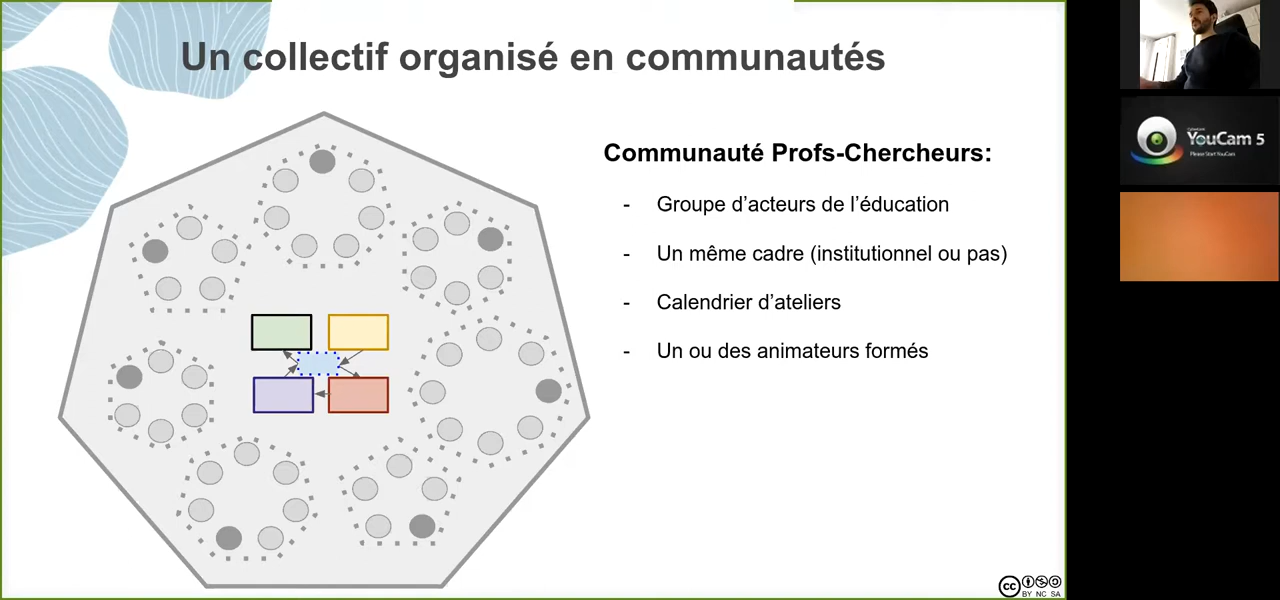 Un collectif organisé en communautés
Communauté Profs-Chercheurs:
- Groupe d'acteurs de l'éducation
- Un même cadre (institutionnel ou pas)
- Calendrier d'ateliers
- Un ou des animateurs formés
cc
BY NC SA
YouCam 5
Please Start YouCam